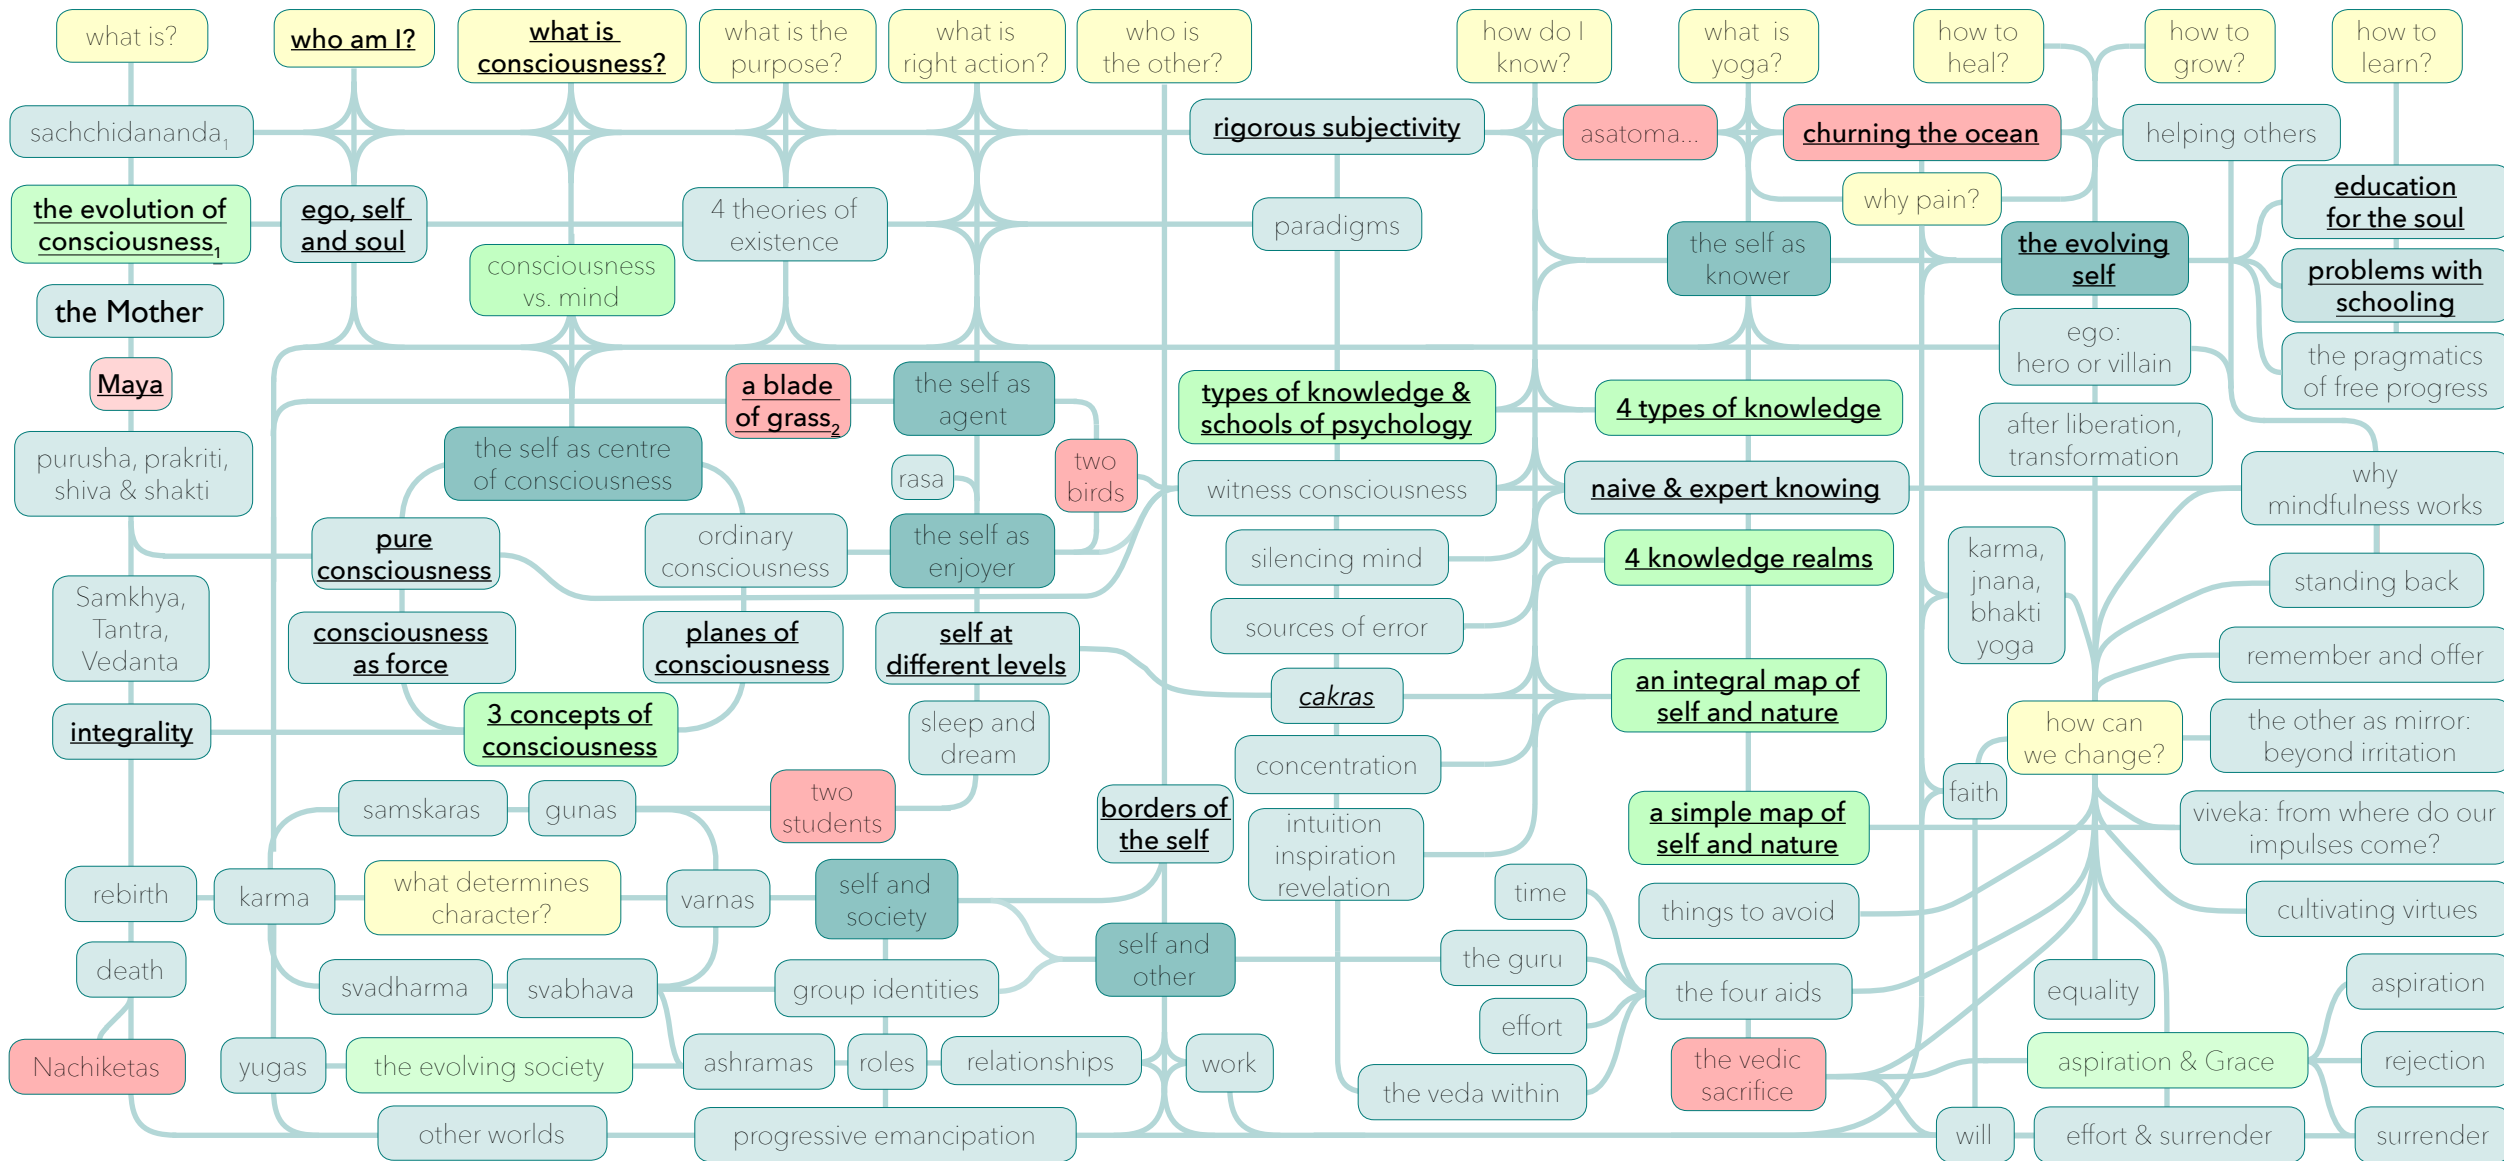 what is?
who am I?
what is
consciousness?
what is the
purpose?
what is
right action?
who is
the other?
how do I
know?
what is
yoga?
how to
heal?
how to
grow?
how to
learn?
sachchidananda1
rigorous subjectivity
asatoma...
churning the ocean
helping others
the evolution of
consciousness1
ego, self
and soul
4 theories of
existence
paradigms
why pain?
education
for the soul
consciousness
vs. mind
the self as
knower
the evolving
self
problems with
schooling
the Mother
ego:
hero or villain
the pragmatics
of free progress
Maya
a blade
of grass2
the self as
agent
types of knowledge &
schools of psychology
4 types of knowledge
after liberation,
transformation
purusha, prakriti,
shiva & shakti
the self as centre
of consciousness
rasa
two
birds
witness consciousness
naive & expert knowing
why
mindfulness works
pure
consciousness
ordinary
consciousness
the self as
enjoyer
silencing mind
4 knowledge realms
karma,
jnana,
bhakti
yoga
standing back
Samkhya,
Tantra,
Vedanta
consciousness
as force
planes of
consciousness
self at
different levels
sources of error
remember and offer
cakras
an integral map of
self and nature
integrality
3 concepts of
consciousness
sleep and
dream
concentration
how can
we change?
the other as mirror:
beyond irritation
samskaras
gunas
two
students
borders of
the self
intuition
inspiration
revelation
a simple map of
self and nature
faith
viveka: from where do our
impulses come?
rebirth
karma
what determines
character?
varnas
self and
society
time
things to avoid
cultivating virtues
death
svadharma
svabhava
group identities
self and
other
the guru
the four aids
equality
aspiration
effort
Nachiketas
yugas
the evolving society
ashramas
roles
relationships
work
the veda within
the vedic
sacrifice
aspiration & Grace
rejection
other worlds
progressive emancipation
will
effort & surrender
surrender